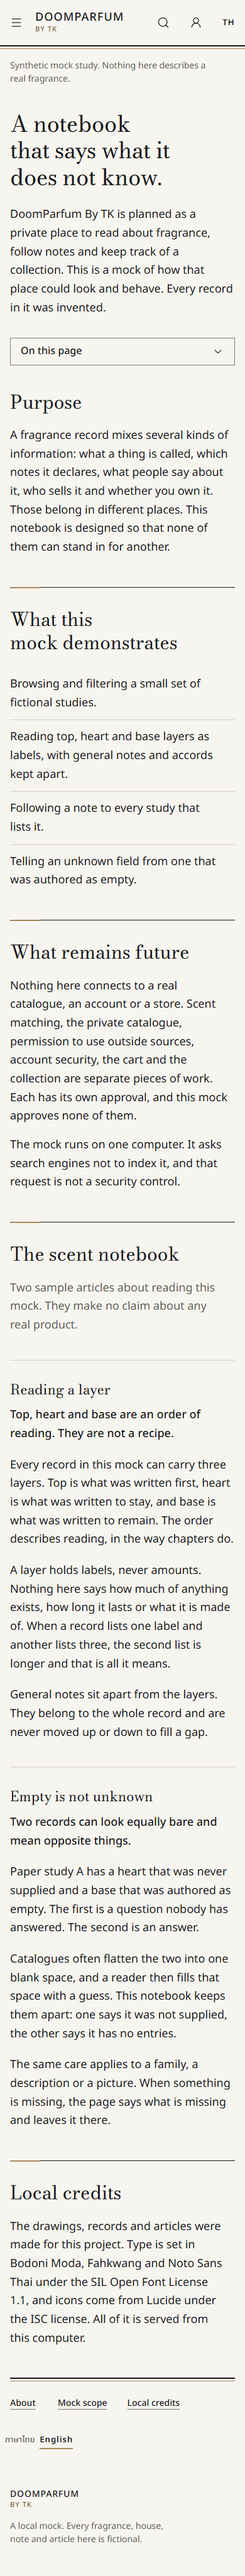 DOOMPARFUM
BY TK
TH
Synthetic mock study. Nothing here describes a
real fragrance.
A notebook
that says what it
does not know.
DoomParfum By TK is planned as a
private place to read about fragrance,
follow notes and keep track of a
collection. This is a mock of how that
place could look and behave. Every record
in it was invented.
On this page
Purpose
A fragrance record mixes several kinds of
information: what a thing is called, which
notes it declares, what people say about
it, who sells it and whether you own it.
Those belong in different places. This
notebook is designed so that none of
them can stand in for another.
What this
mock demonstrates
Browsing and filtering a small set of
fictional studies.
Reading top, heart and base layers as
labels, with general notes and accords
kept apart.
Following a note to every study that
lists it.
Telling an unknown field from one that
was authored as empty.
What remains future
Nothing here connects to a real
catalogue, an account or a store. Scent
matching, the private catalogue,
permission to use outside sources,
account security, the cart and the
collection are separate pieces of work.
Each has its own approval, and this mock
approves none of them.
The mock runs on one computer. It asks
search engines not to index it, and that
request is not a security control.
The scent notebook
Two sample articles about reading this
mock. They make no claim about any
real product.
Reading a layer
Top, heart and base are an order of
reading. They are not a recipe.
Every record in this mock can carry three
layers. Top is what was written first, heart
is what was written to stay, and base is
what was written to remain. The order
describes reading, in the way chapters do.
A layer holds labels, never amounts.
Nothing here says how much of anything
exists, how long it lasts or what it is made
of. When a record lists one label and
another lists three, the second list is
longer and that is all it means.
General notes sit apart from the layers.
They belong to the whole record and are
never moved up or down to fill a gap.
Empty is not unknown
Two records can look equally bare and
mean opposite things.
Paper study A has a heart that was never
supplied and a base that was authored as
empty. The first is a question nobody has
answered. The second is an answer.
Catalogues often flatten the two into one
blank space, and a reader then fills that
space with a guess. This notebook keeps
them apart: one says it was not supplied,
the other says it has no entries.
The same care applies to a family, a
description or a picture. When something
is missing, the page says what is missing
and leaves it there.
Local credits
The drawings, records and articles were
made for this project. Type is set in
Bodoni Moda, Fahkwang and Noto Sans
Thai under the SIL Open Font License
1.1, and icons come from Lucide under
the ISC license. All of it is served from
this computer.
About Mock scope Local credits
ภาษาไทย English
DOOMPARFUM
BY TK
A local mock. Every fragrance, house,
note and article here is fictional.